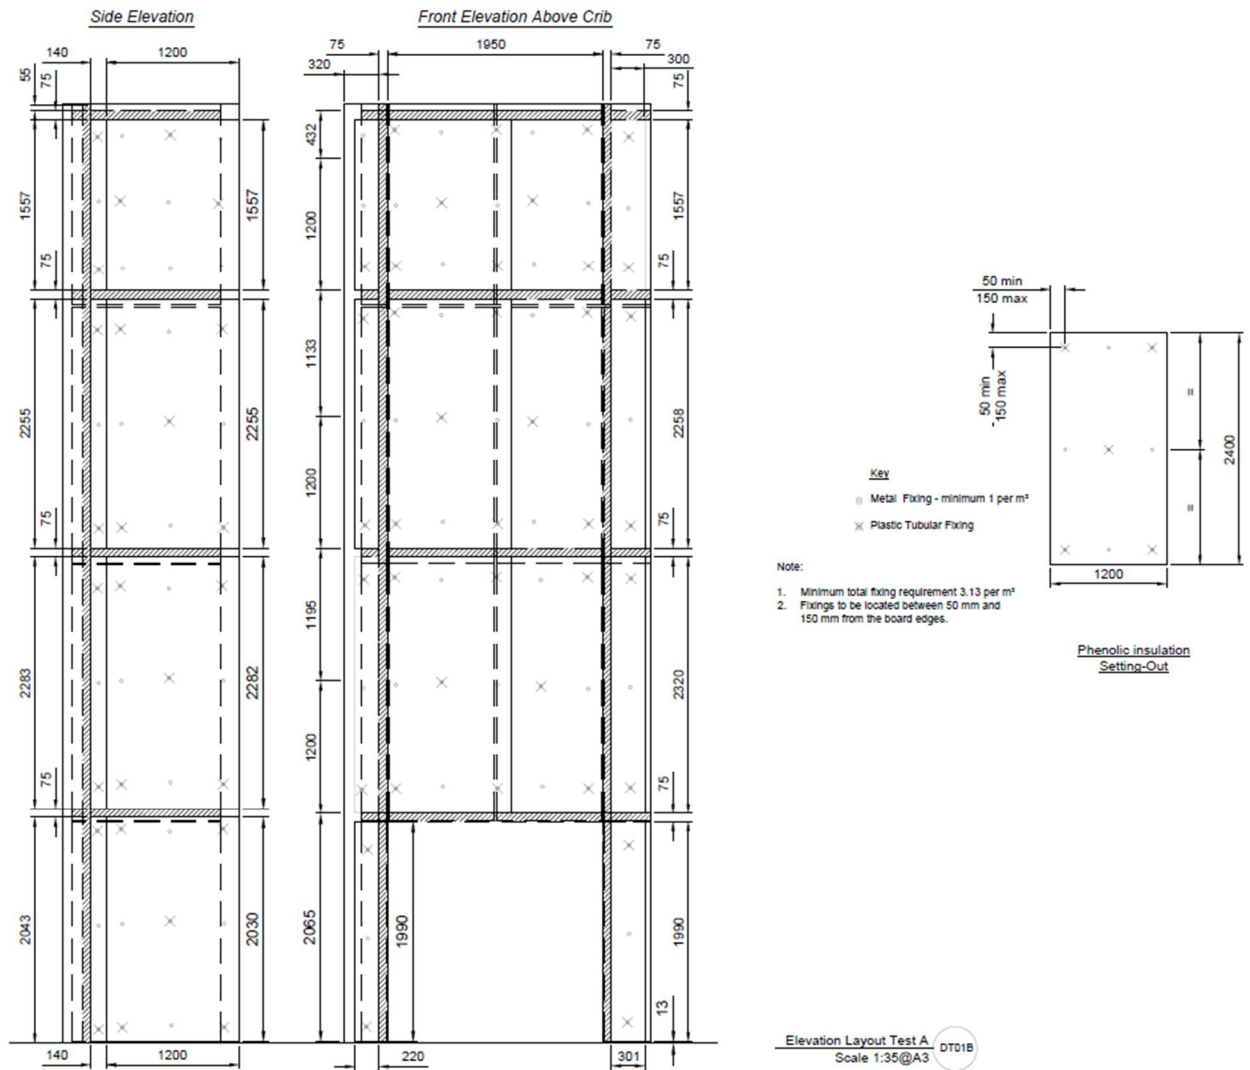 Side Elevation
Front Elevation Above Crib
140
1200
75
1950
75
320
300
55
75
75
432
1557
1557
1200
1557
75
75
50 min
150 max
1133
50 min
150 max
2255
2255
2258
=
2400
Key
1200
Metal Fixing - minimum 1 per m²
=
75
75
Plastic Tubular Fixing
Note:
1200
1. Minimum total fixing requirement 3.13 per m²
1195
2. Fixings to be located between 50 mm and
150 mm from the board edges.
Phenolic insulation
Setting-Out
2283
2282
2320
1200
75
75
2043
2030
2065
1990
1990
13
Elevation Layout Test A
DT01B
Scale 1:35@A3
140
1200
220
301